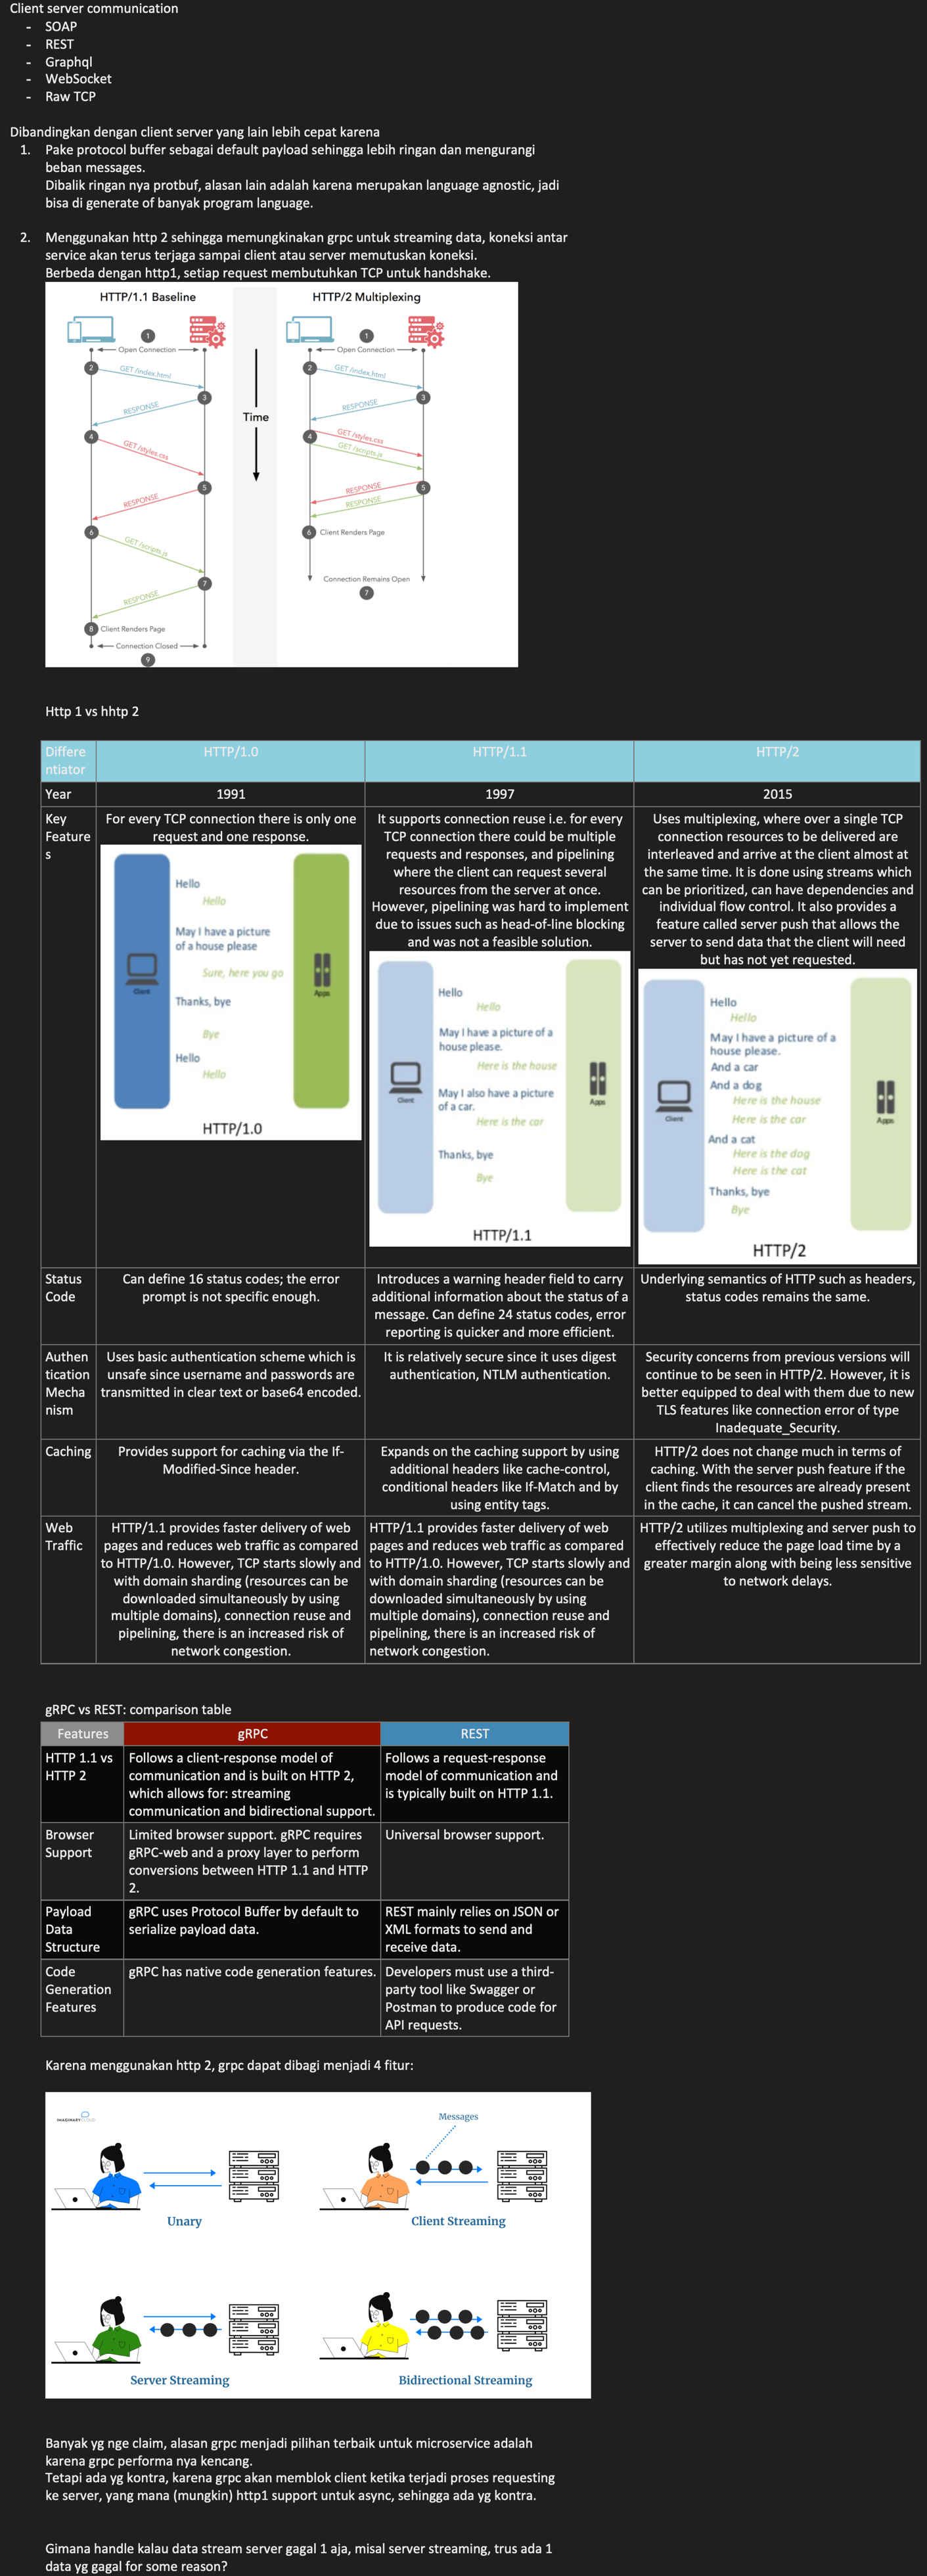 Client server communication
- SOAP
- REST
- Graphql
- WebSocket
- Raw TCP
Dibandingkan dengan client server yang lain lebih cepat karena
1. Pake protocol buffer sebagai default payload sehingga lebih ringan dan mengurangi
beban messages.
Dibalik ringan nya protbuf, alasan lain adalah karena merupakan language agnostic, jadi
bisa di generate of banyak program language.
2. Menggunakan http 2 sehingga memungkinakan grpc untuk streaming data, koneksi antar
service akan terus terjaga sampai client atau server memutuskan koneksi.
Berbeda dengan http1, setiap request membutuhkan TCP untuk handshake.
HTTP/1.1 Baseline
1
Open Connection
2
GET /index.html
3
RESPONSE
4
GET /styles.css
5
RESPONSE
6
GET /scripts.js
7
RESPONSE
8 Client Renders Page
Connection Closed
9
Time
HTTP/2 Multiplexing
1
Open Connection
2
GET /index.html
3
RESPONSE
4
GET /styles.css
GET /scripts.js
5
RESPONSE
RESPONSE
6 Client Renders Page
Connection Remains Open
7
Http 1 vs hhtp 2
Differe
ntiator
HTTP/1.0
HTTP/1.1
HTTP/2
Year
1991
1997
2015
Key
Feature
s
For every TCP connection there is only one
request and one response.
Hello
Hello
May I have a picture
of a house please
Sure, here you go
Client
Apps
Thanks, bye
Bye
Hello
Hello
HTTP/1.0
It supports connection reuse i.e. for every
TCP connection there could be multiple
requests and responses, and pipelining
where the client can request several
resources from the server at once.
However, pipelining was hard to implement
due to issues such as head-of-line blocking
and was not a feasible solution.
Hello
Hello
May I have a picture of a
house please.
Here is the house
Client
May I also have a picture
of a car.
Apps
Here is the car
Thanks, bye
Bye
HTTP/1.1
Uses multiplexing, where over a single TCP
connection resources to be delivered are
interleaved and arrive at the client almost at
the same time. It is done using streams which
can be prioritized, can have dependencies and
individual flow control. It also provides a
feature called server push that allows the
server to send data that the client will need
but has not yet requested.
Hello
Hello
May I have a picture of a
house please.
And a car
And a dog
Here is the house
Client
Here is the car
Apps
And a cat
Here is the dog
Here is the cat
Thanks, bye
Bye
HTTP/2
Status
Code
Can define 16 status codes; the error
prompt is not specific enough.
Introduces a warning header field to carry
additional information about the status of a
message. Can define 24 status codes, error
reporting is quicker and more efficient.
Underlying semantics of HTTP such as headers,
status codes remains the same.
Authen
tication
Mecha
nism
Uses basic authentication scheme which is
unsafe since username and passwords are
transmitted in clear text or base64 encoded.
It is relatively secure since it uses digest
authentication, NTLM authentication.
Security concerns from previous versions will
continue to be seen in HTTP/2. However, it is
better equipped to deal with them due to new
TLS features like connection error of type
Inadequate_Security.
Caching
Provides support for caching via the If-
Modified-Since header.
Expands on the caching support by using
additional headers like cache-control,
conditional headers like If-Match and by
using entity tags.
HTTP/2 does not change much in terms of
caching. With the server push feature if the
client finds the resources are already present
in the cache, it can cancel the pushed stream.
Web
Traffic
HTTP/1.1 provides faster delivery of web
pages and reduces web traffic as compared
to HTTP/1.0. However, TCP starts slowly and
with domain sharding (resources can be
downloaded simultaneously by using
multiple domains), connection reuse and
pipelining, there is an increased risk of
network congestion.
HTTP/1.1 provides faster delivery of web
pages and reduces web traffic as compared
to HTTP/1.0. However, TCP starts slowly and
with domain sharding (resources can be
downloaded simultaneously by using
multiple domains), connection reuse and
pipelining, there is an increased risk of
network congestion.
HTTP/2 utilizes multiplexing and server push to
effectively reduce the page load time by a
greater margin along with being less sensitive
to network delays.
gRPC vs REST: comparison table
Features
gRPC
REST
HTTP 1.1 vs
HTTP 2
Follows a client-response model of
communication and is built on HTTP 2,
which allows for: streaming
communication and bidirectional support.
Follows a request-response
model of communication and
is typically built on HTTP 1.1.
Browser
Support
Limited browser support. gRPC requires
gRPC-web and a proxy layer to perform
conversions between HTTP 1.1 and HTTP
2.
Universal browser support.
Payload
Data
Structure
gRPC uses Protocol Buffer by default to
serialize payload data.
REST mainly relies on JSON or
XML formats to send and
receive data.
Code
Generation
Features
gRPC has native code generation features.
Developers must use a third-
party tool like Swagger or
Postman to produce code for
API requests.
Karena menggunakan http 2, grpc dapat dibagi menjadi 4 fitur:
IMAGINARY CLOUD
Messages
Unary
Client Streaming
Server Streaming
Bidirectional Streaming
Banyak yg nge claim, alasan grpc menjadi pilihan terbaik untuk microservice adalah
karena grpc performa nya kencang.
Tetapi ada yg kontra, karena grpc akan memblok client ketika terjadi proses requesting
ke server, yang mana (mungkin) http1 support untuk async, sehingga ada yg kontra.
Gimana handle kalau data stream server gagal 1 aja, misal server streaming, trus ada 1
data yg gagal for some reason?